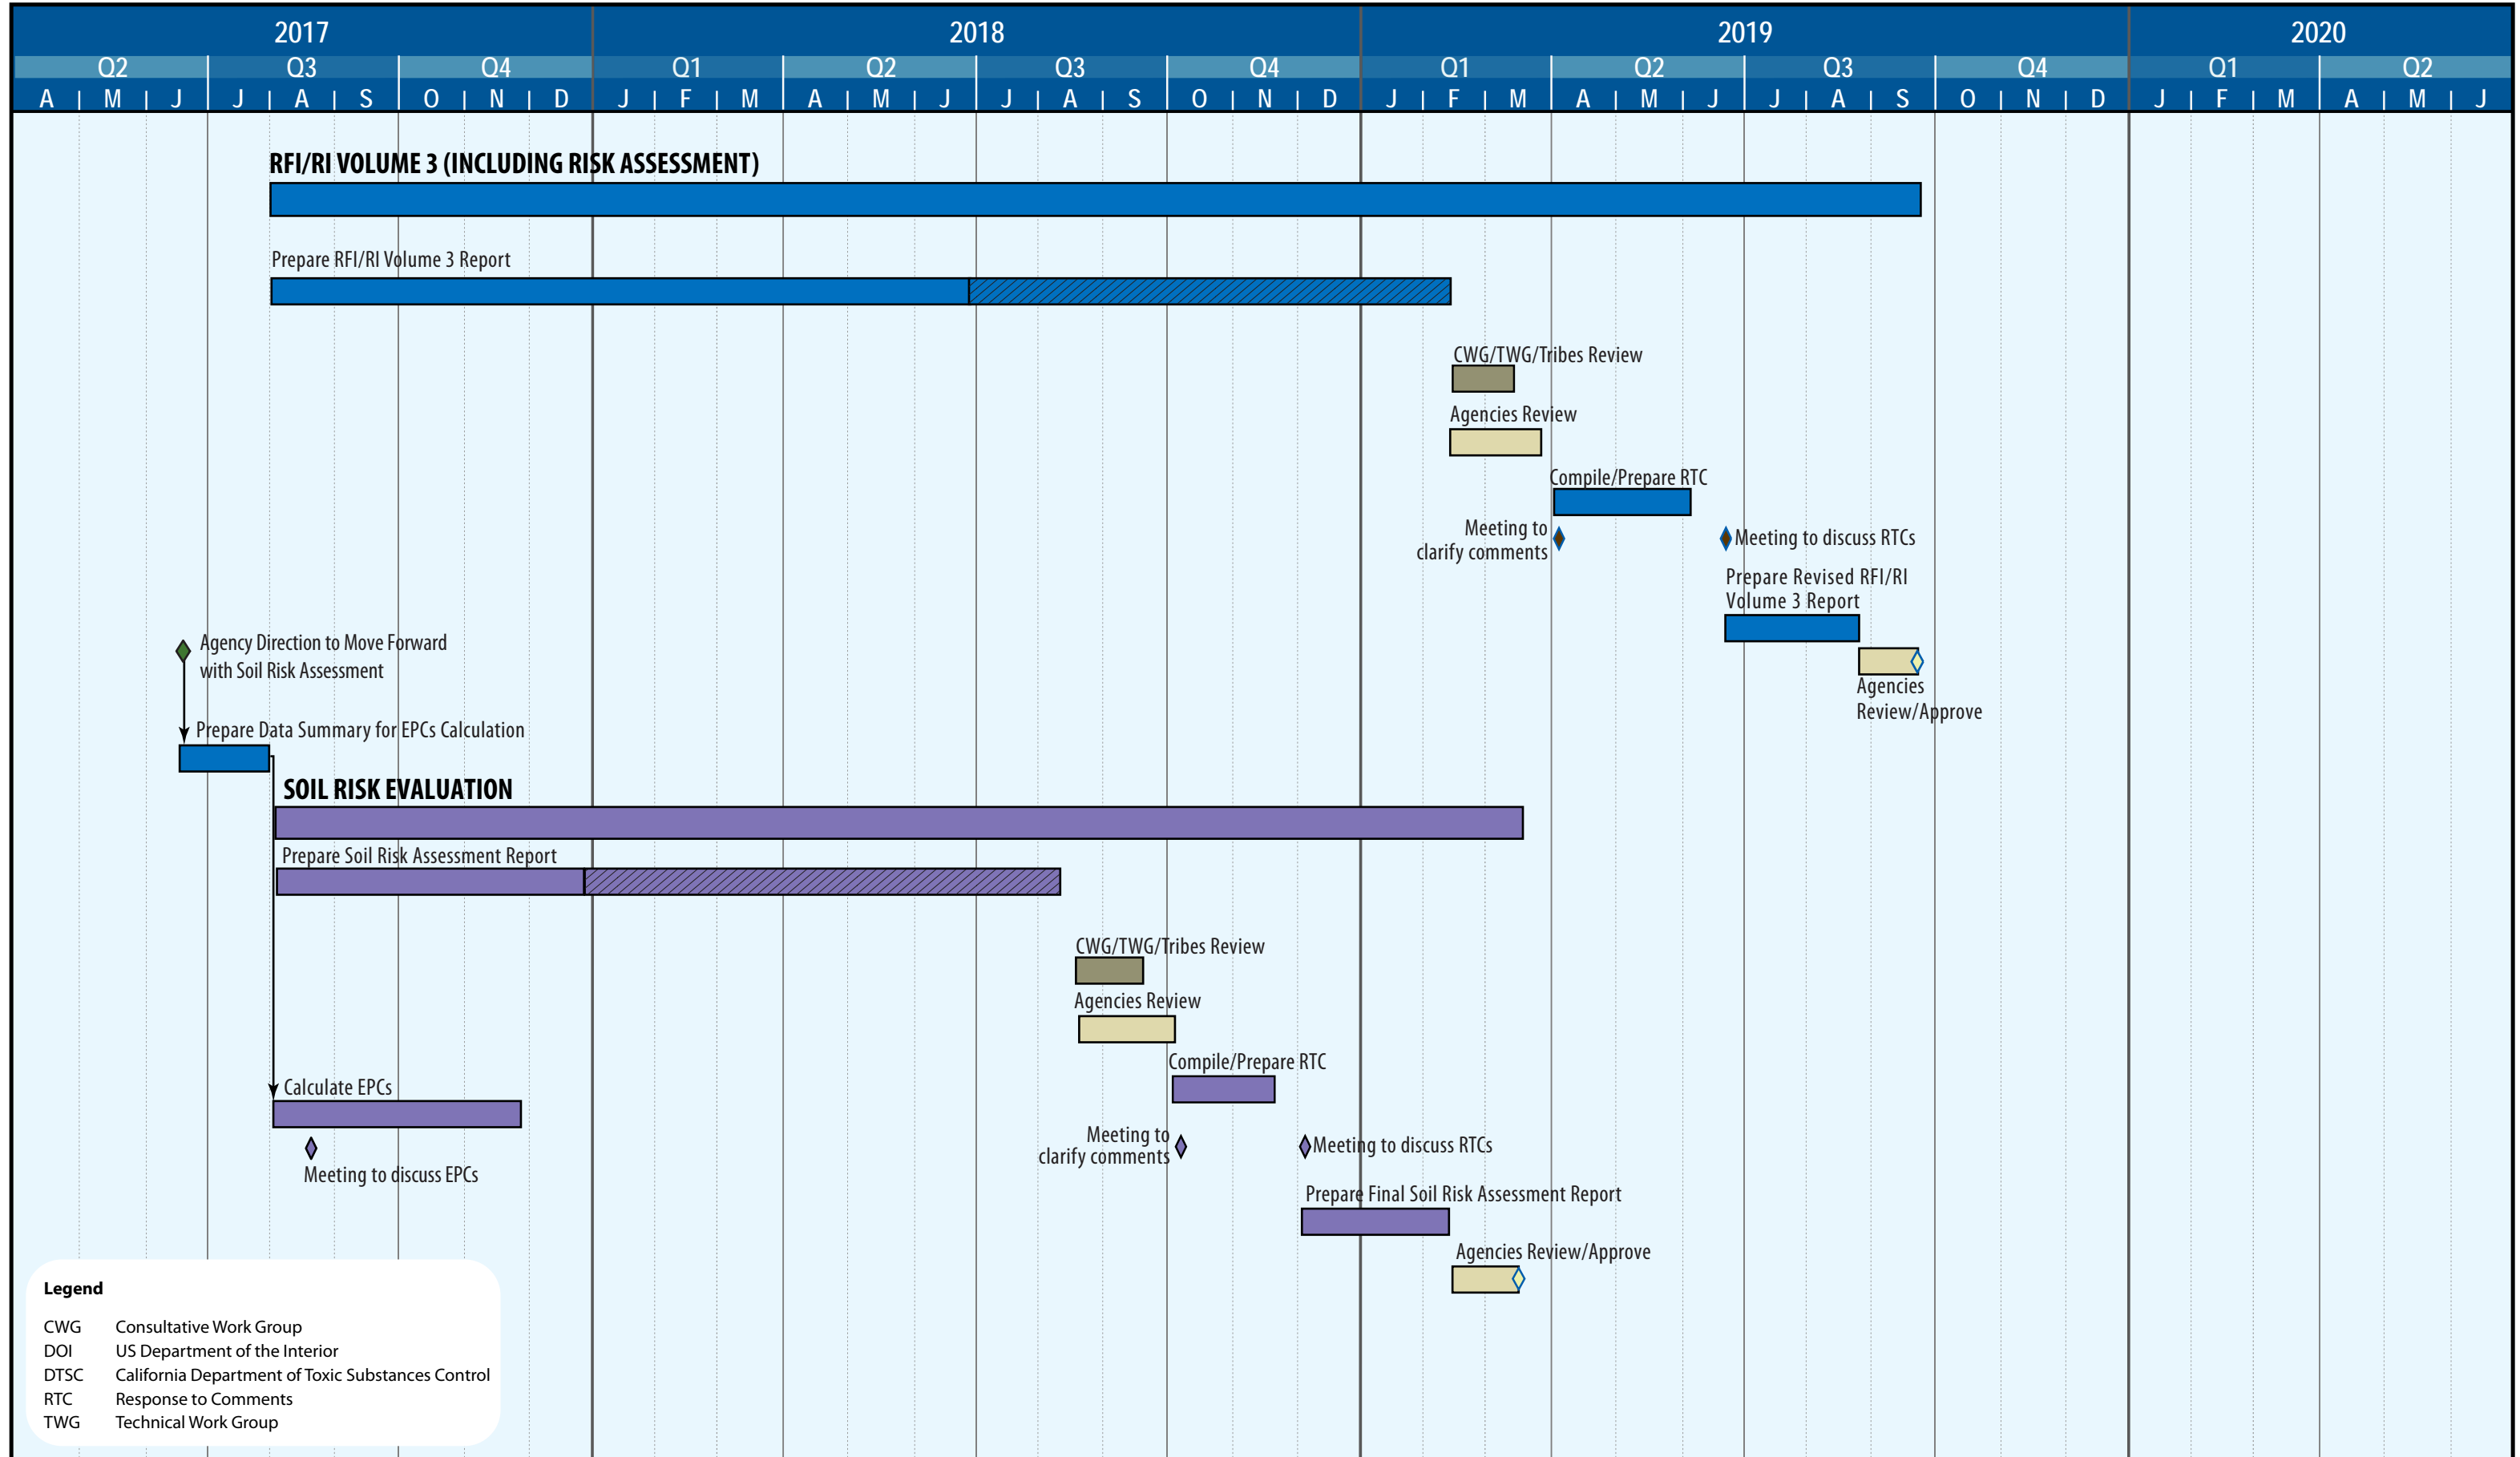 2017 2018 2019 2020
Q2 Q3 Q4 Q1 Q2 Q3 Q4 Q1 Q2 Q3 Q4 Q1 Q2
A M J J A S O N D J F M A M J J A S O N D J F M A M J J A S O N D J F M A M J
RFI/RI VOLUME 3 (INCLUDING RISK ASSESSMENT)
Prepare RFI/RI Volume 3 Report
CWG/TWG/Tribes Review
Agencies Review
Compile/Prepare RTC
Meeting to
clarify comments
Meeting to discuss RTCs
Prepare Revised RFI/RI
Volume 3 Report
Agencies
Review/Approve
Agency Direction to Move Forward
with Soil Risk Assessment
Prepare Data Summary for EPCs Calculation
SOIL RISK EVALUATION
Prepare Soil Risk Assessment Report
CWG/TWG/Tribes Review
Agencies Review
Compile/Prepare RTC
Calculate EPCs
Meeting to discuss EPCs
Meeting to
clarify comments
Meeting to discuss RTCs
Prepare Final Soil Risk Assessment Report
Agencies Review/Approve
Legend
CWG Consultative Work Group
DOI US Department of the Interior
DTSC California Department of Toxic Substances Control
RTC Response to Comments
TWG Technical Work Group